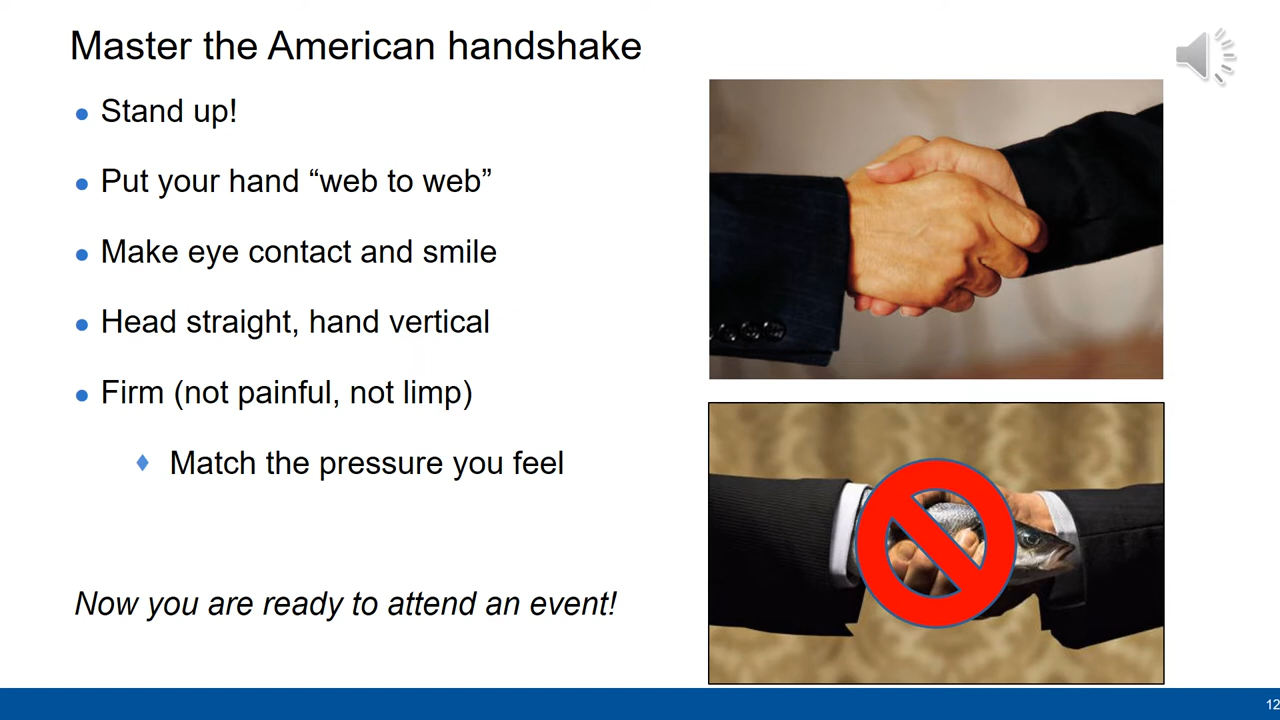 Master the American handshake
Stand up!
Put your hand “web to web”
Make eye contact and smile
Head straight, hand vertical
Firm (not painful, not limp)
Match the pressure you feel
Now you are ready to attend an event!
12